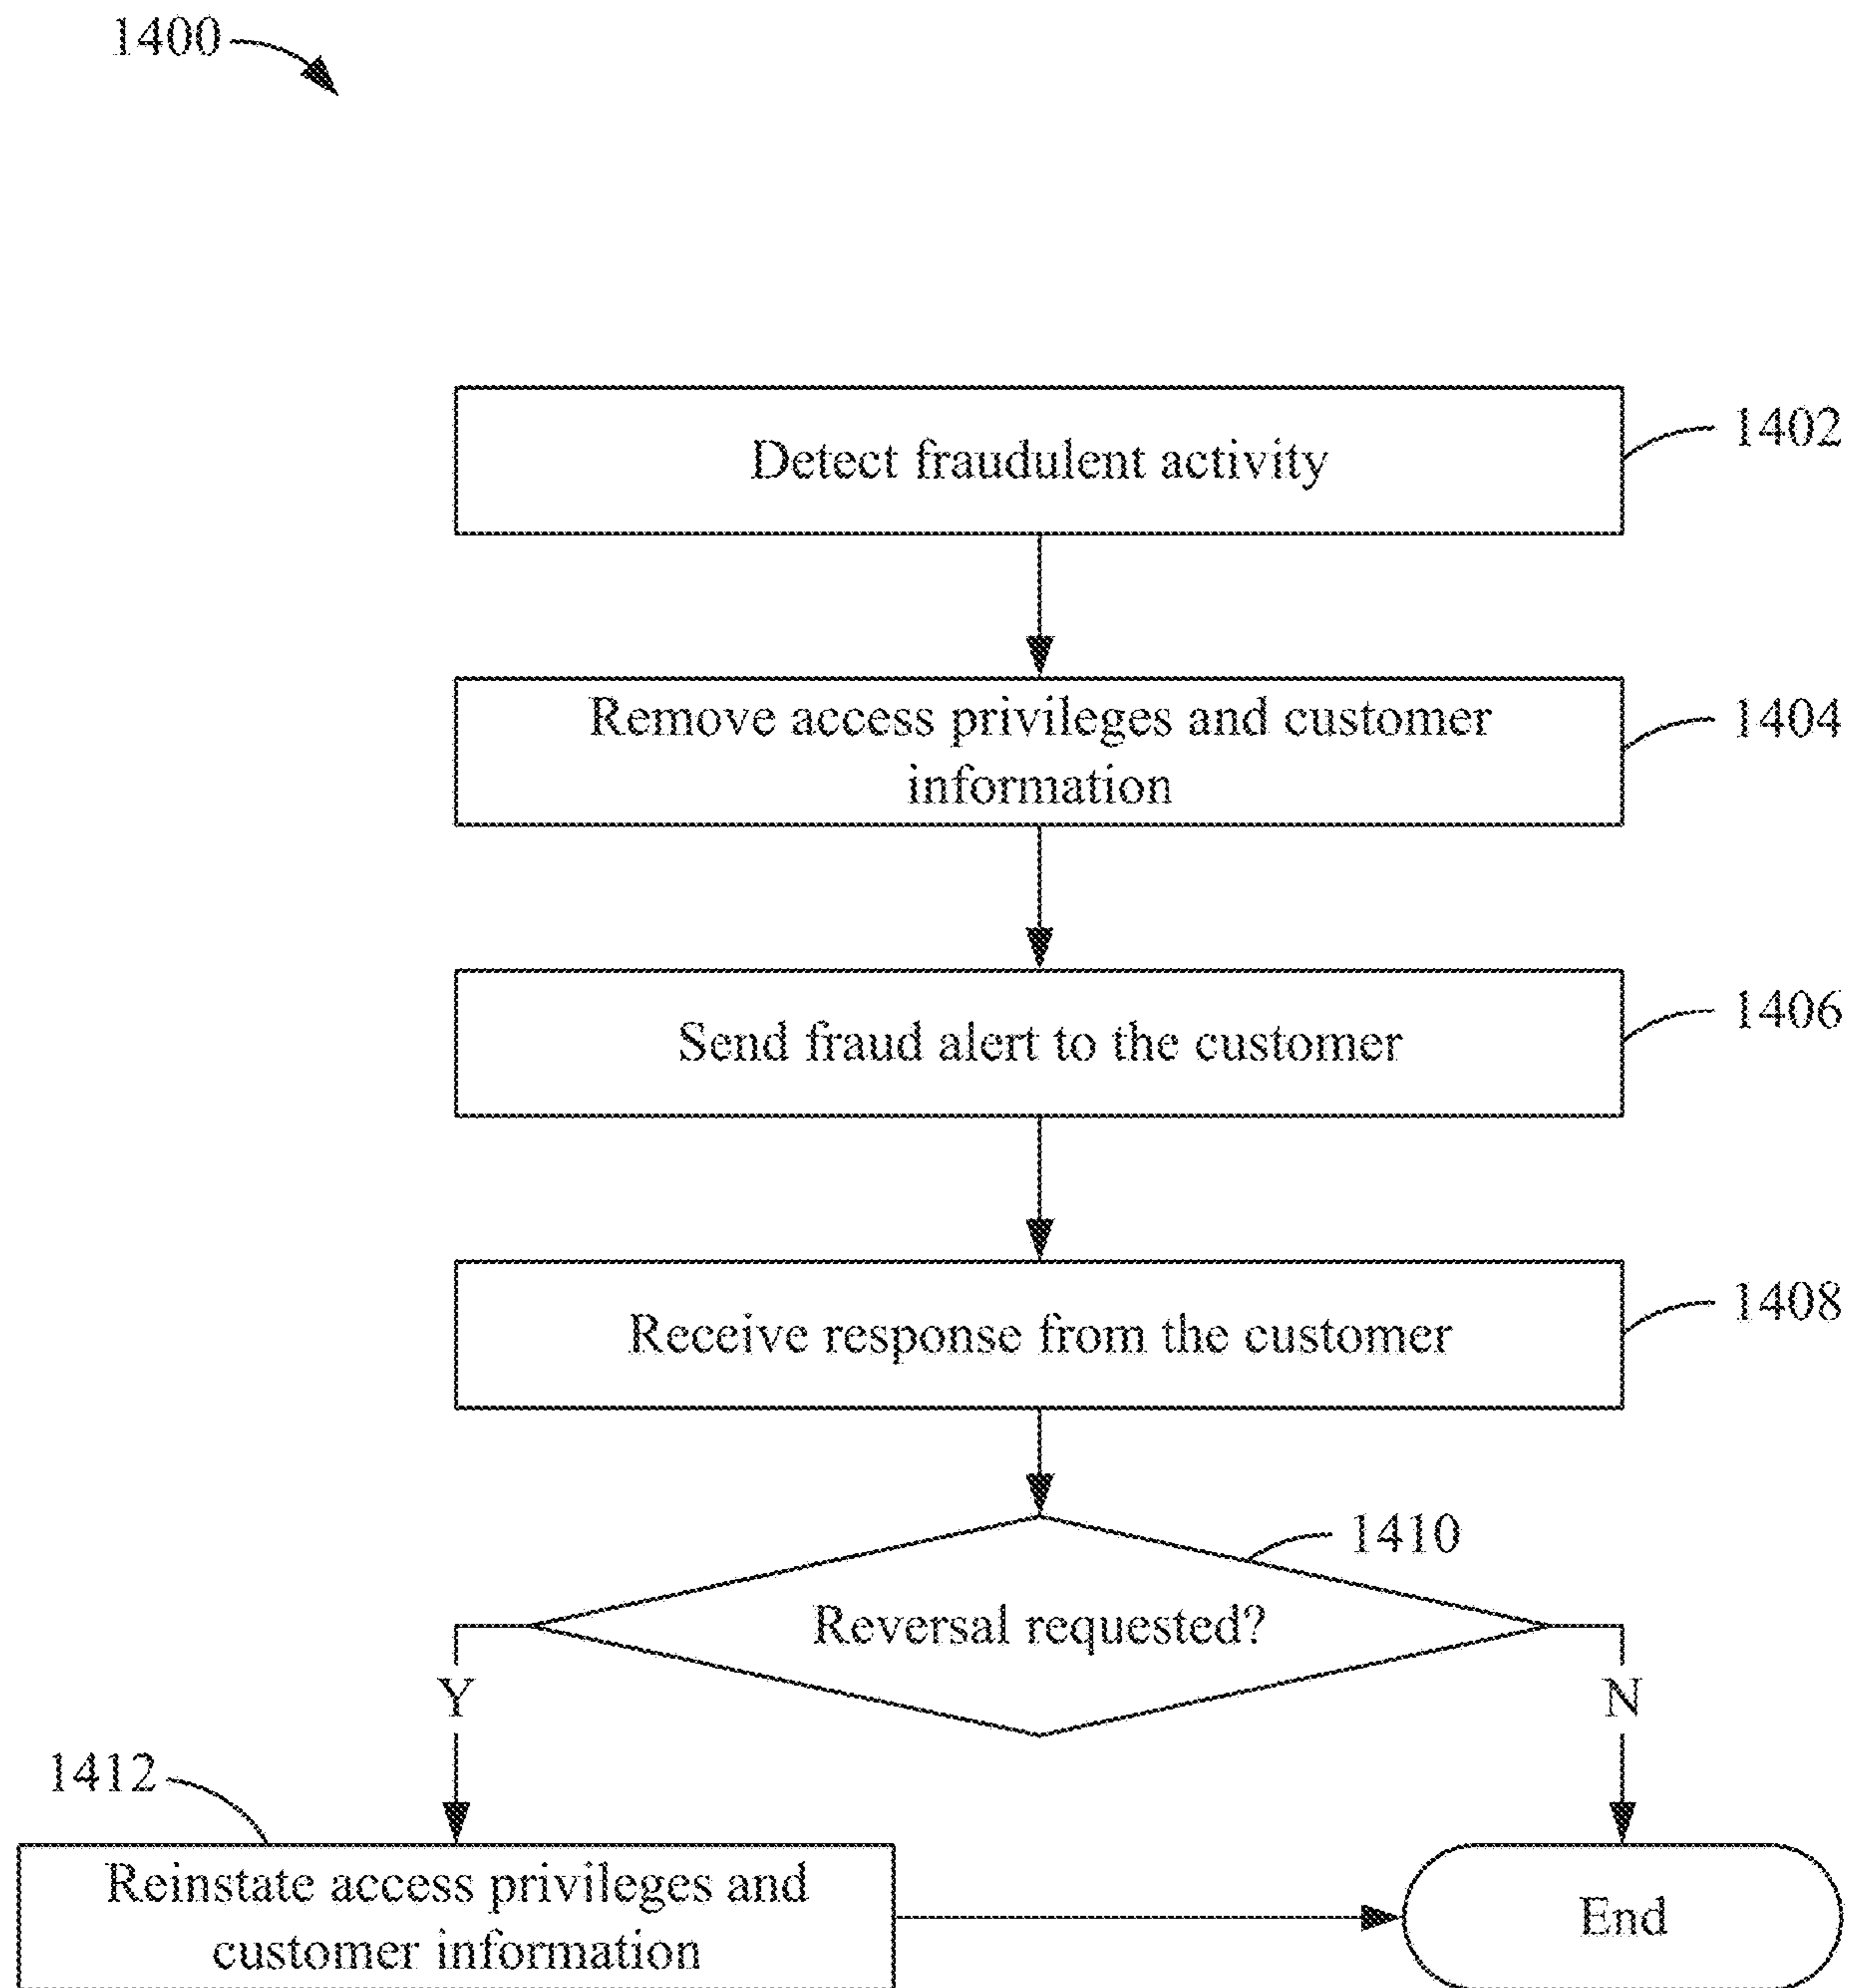 1400
Detect fraudulent activity
1402
Remove access privileges and customer
information
1404
Send fraud alert to the customer
1406
Receive response from the customer
1408
1410
Reversal requested?
Y
N
1412
Reinstate access privileges and
customer information
End